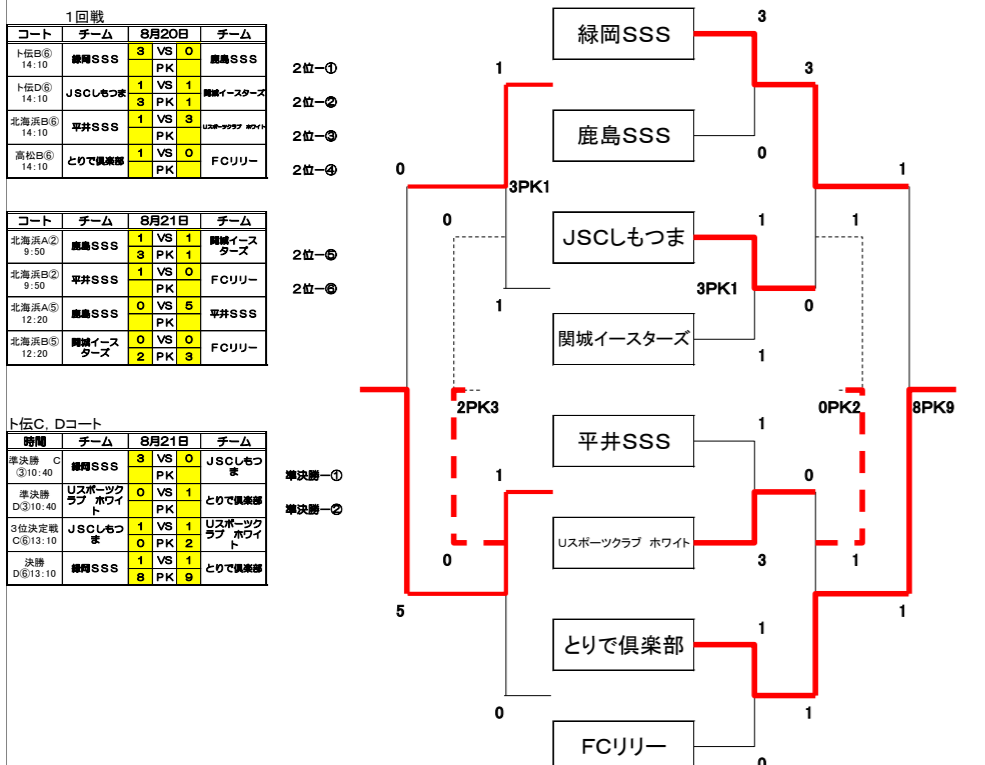 1回戦
コート チーム 8月20日 チーム
ト伝B⑥ 14:10 緑岡SSS 3 VS 0 鹿島SSS
PK
ト伝D⑥ 14:10 JSCしもつま 1 VS 1 関城イースターズ
3 PK 1
北海浜B⑥ 14:10 平井SSS 1 VS 3 Uスポーツクラブ ホワイト
PK
高松B⑥ 14:10 とりで倶楽部 1 VS 0 FCリリー
PK
2位ー①
2位ー②
2位ー③
2位ー④
コート チーム 8月21日 チーム
北海浜A② 9:50 鹿島SSS 1 VS 1 関城イースターズ
3 PK 1
北海浜B② 9:50 平井SSS 1 VS 0 FCリリー
PK
北海浜A⑤ 12:20 鹿島SSS 0 VS 5 平井SSS
PK
北海浜B⑤ 12:20 関城イースターズ 0 VS 0 FCリリー
2 PK 3
2位ー⑤
2位ー⑥
ト伝C, Dコート
時間 チーム 8月21日 チーム
準決勝 C③10:40 緑岡SSS 3 VS 0 JSCしもつま
PK
準決勝 D③10:40 Uスポーツクラブ ホワイト 0 VS 1 とりで倶楽部
PK
3位決定戦 C⑥13:10 JSCしもつま 1 VS 1 Uスポーツクラブ ホワイト
0 PK 2
決勝 D⑥13:10 緑岡SSS 1 VS 1 とりで倶楽部
8 PK 9
準決勝ー①
準決勝ー②
緑岡SSS 3
1 3
鹿島SSS 0
0 1
3PK1
0 JSCしもつま 1 1
3PK1
1 0
関城イースターズ 1
2PK3 0PK2 8PK9
平井SSS 1
1 0
Uスポーツクラブ ホワイト 3
0 1
5 1
とりで倶楽部 1
0 1
FCリリー 0